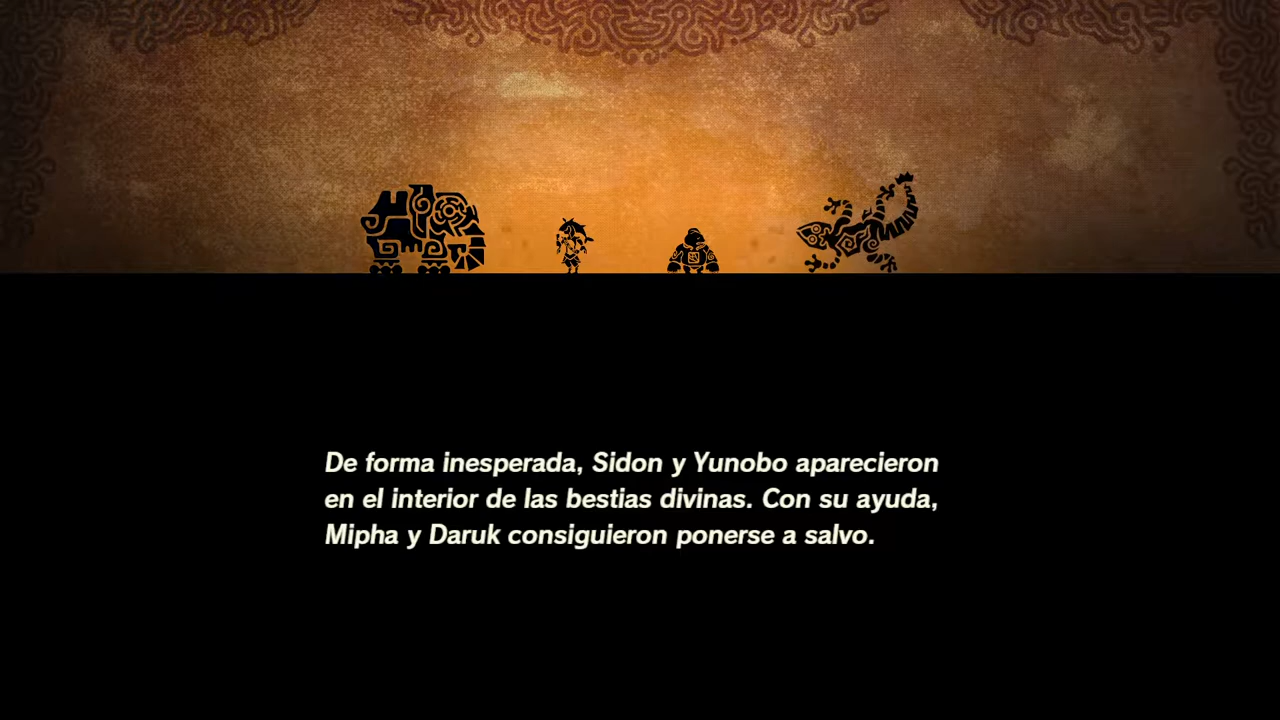 De forma inesperada, Sidon y Yunobo aparecieron
en el interior de las bestias divinas. Con su ayuda,
Mipha y Daruk consiguieron ponerse a salvo.